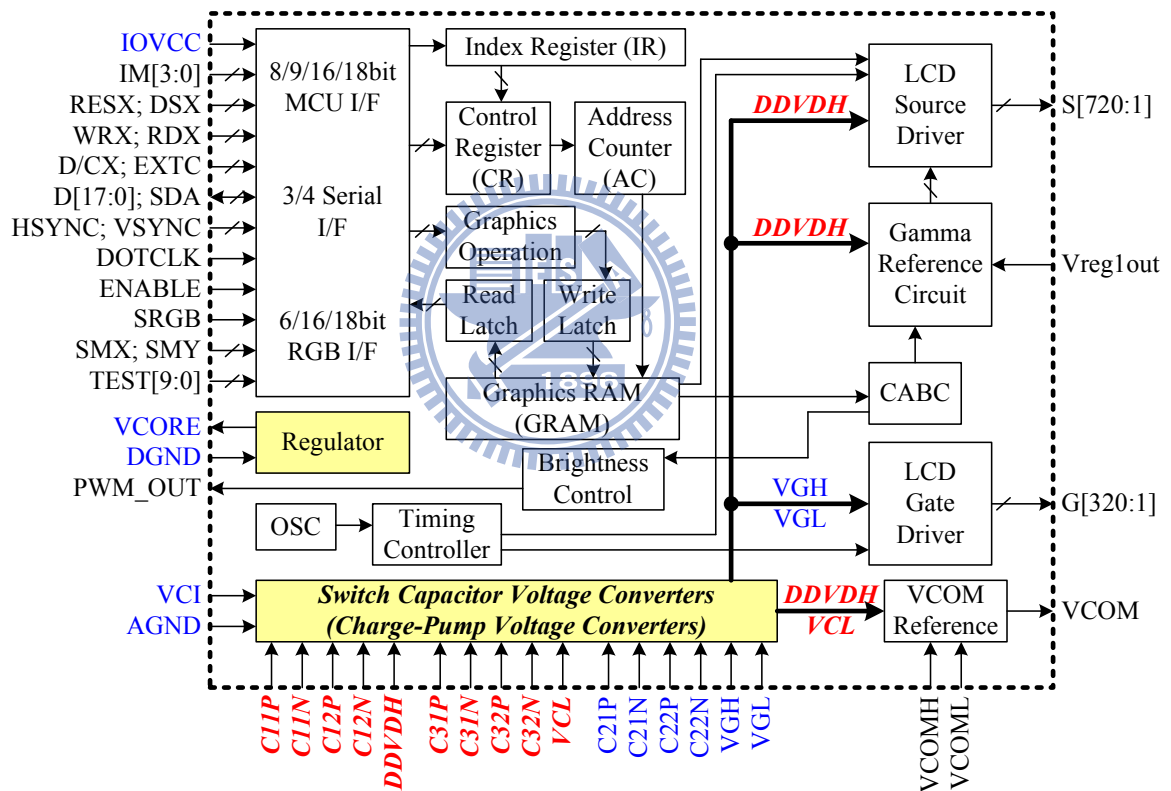 IOVCC
IM[3:0]
RESX; DSX
WRX; RDX
D/CX; EXTC
D[17:0]; SDA
HSYNC; VSYNC
DOTCLK
ENABLE
SRGB
SMX; SMY
TEST[9:0]
VCORE
DGND
PWM_OUT
VCI
AGND
8/9/16/18bit
MCU I/F
3/4 Serial
I/F
6/16/18bit
RGB I/F
Index Register (IR)
Control
Register
(CR)
Address
Counter
(AC)
Graphics
Operation
Read
Latch
Write
Latch
Graphics RAM
(GRAM)
1896
Regulator
Brightness
Control
OSC
Timing
Controller
Switch Capacitor Voltage Converters
(Charge-Pump Voltage Converters)
DDVDH
DDVDH
VGH
VGL
DDVDH
VCL
LCD
Source
Driver
Gamma
Reference
Circuit
CABC
LCD
Gate
Driver
VCOM
Reference
S[720:1]
Vreg1out
G[320:1]
VCOM
C11P
C11N
C12P
C12N
DDVDH
C31P
C31N
C32P
C32N
VCL
C21P
C21N
C22P
C22N
VGH
VGL
VCOMH
VCOML